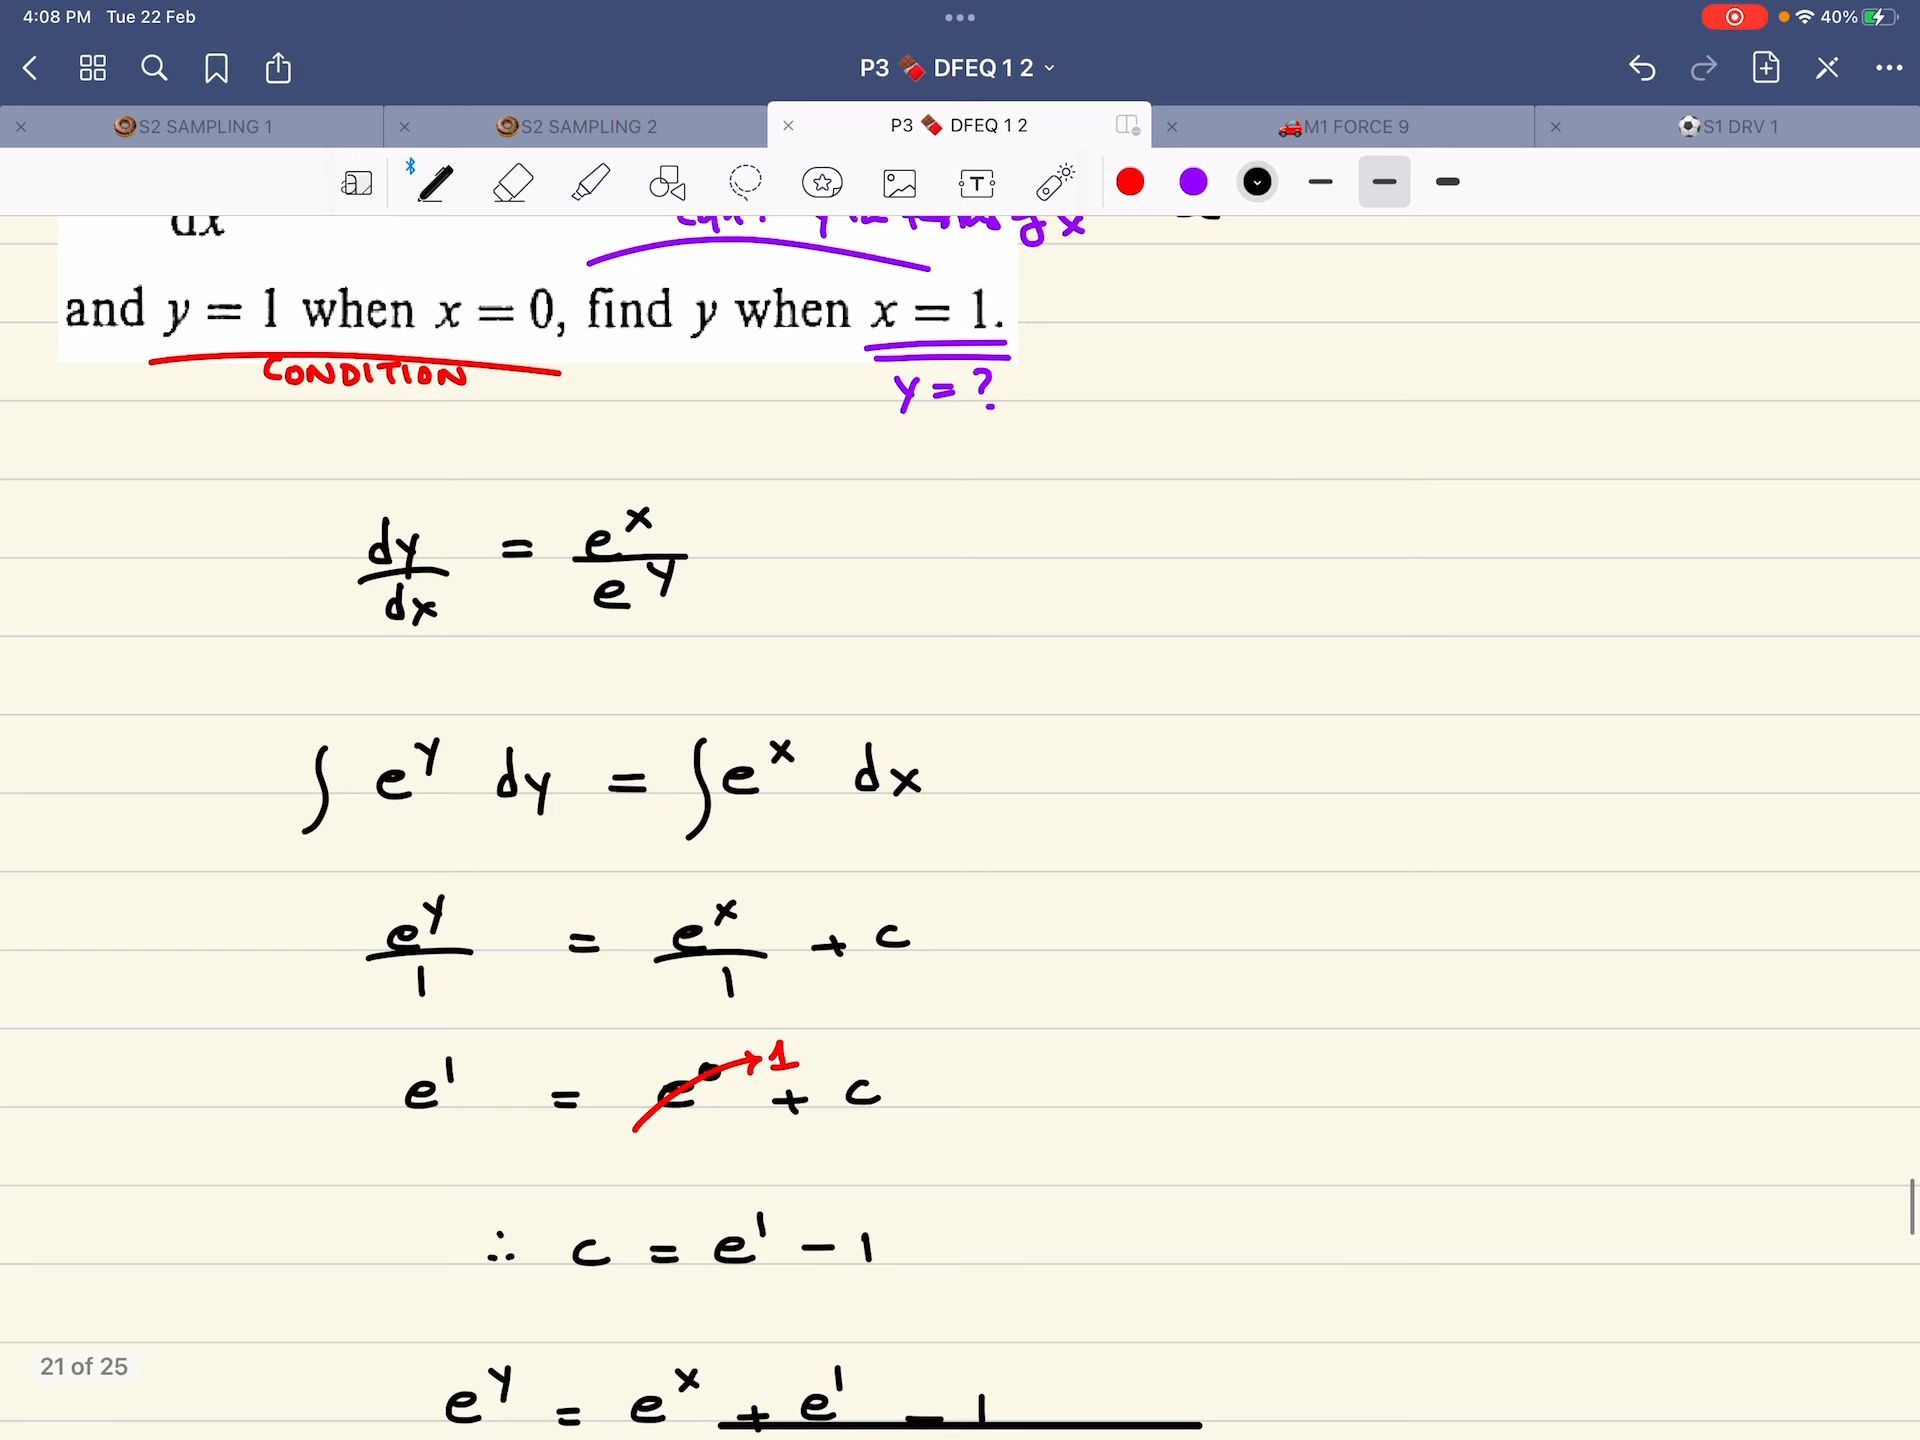 4:08 PM Tue 22 Feb
40%
P3 🍫 DFEQ 1 2
S2 SAMPLING 1
S2 SAMPLING 2
P3 🍫 DFEQ 1 2
M1 FORCE 9
S1 DRV 1
dx
and y = 1 when x = 0, find y when x = 1.
CONDITION
y = ?
dy/dx = e^x/e^y
∫ e^y dy = ∫ e^x dx
e^y/1 = e^x/1 + c
e^1 = e^0 → 1 + c
∴ c = e^1 - 1
21 of 25
e^y = e^x + e^1 - 1